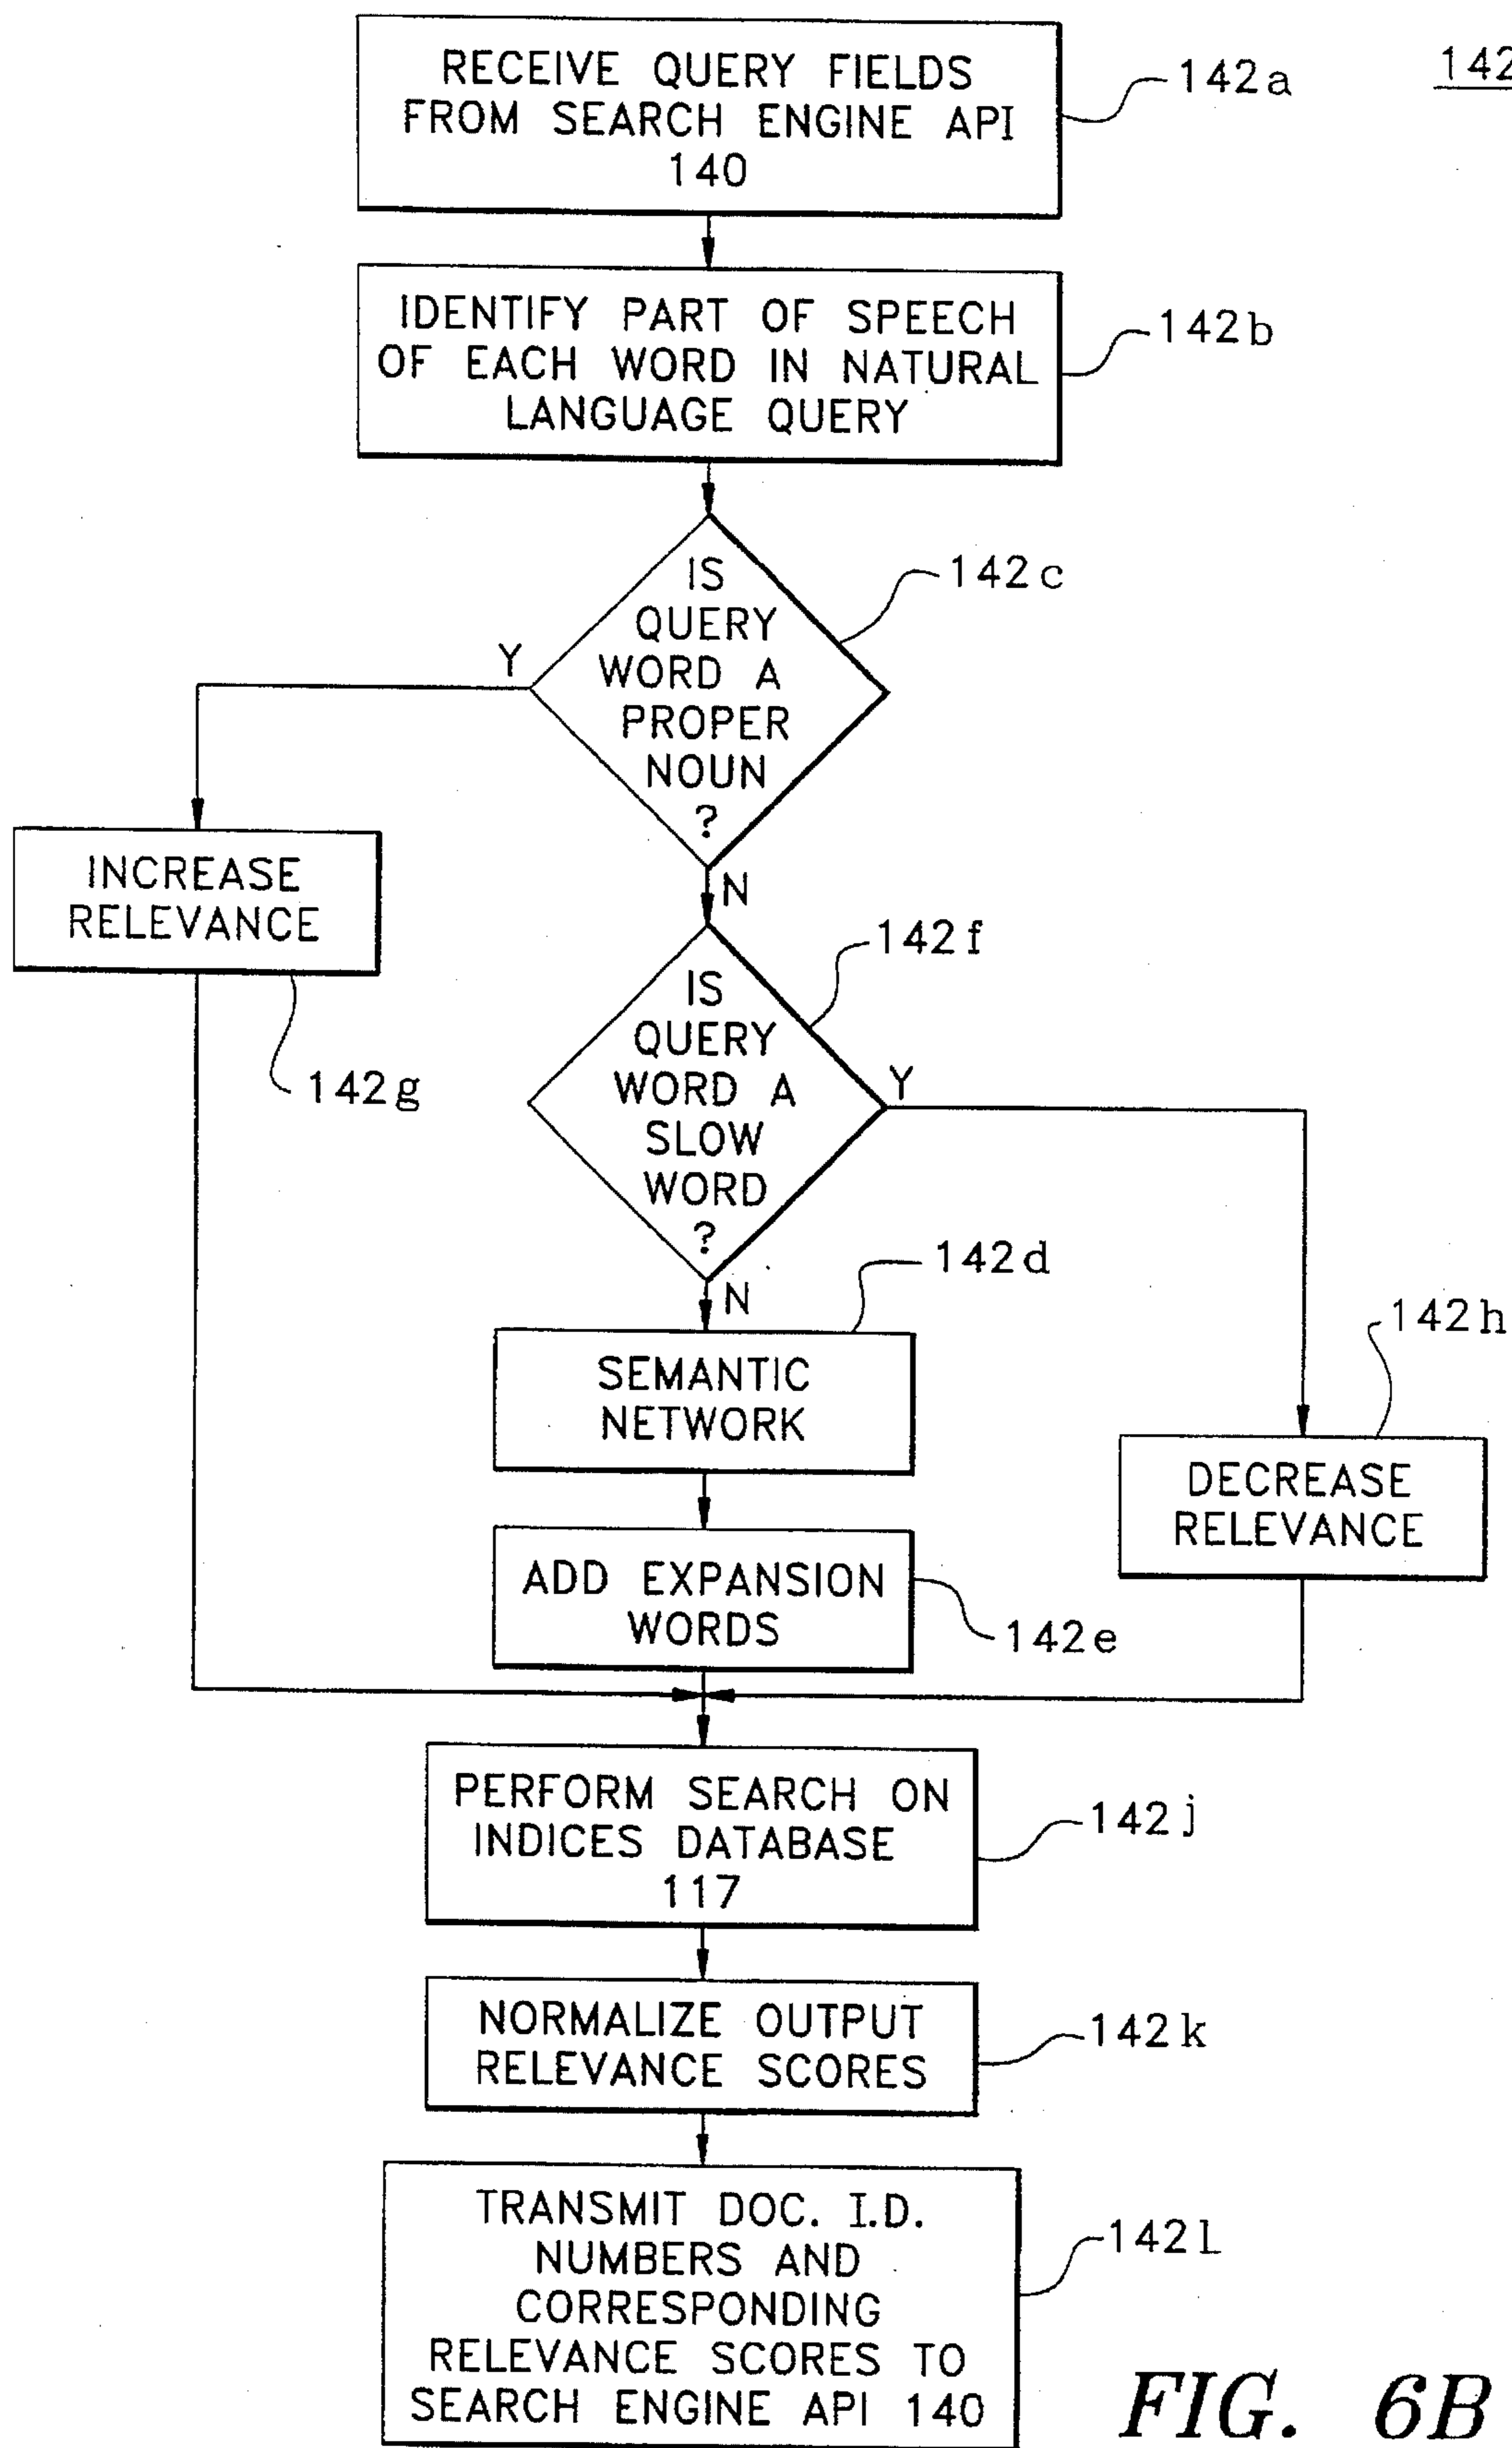 RECEIVE QUERY FIELDS
FROM SEARCH ENGINE API
140
142a
142
IDENTIFY PART OF SPEECH
OF EACH WORD IN NATURAL
LANGUAGE QUERY
142b
IS
QUERY
WORD A
PROPER
NOUN
?
142c
Y
N
INCREASE
RELEVANCE
142g
IS
QUERY
WORD A
SLOW
WORD
?
142f
Y
N
SEMANTIC
NETWORK
142d
DECREASE
RELEVANCE
142h
ADD EXPANSION
WORDS
142e
PERFORM SEARCH ON
INDICES DATABASE
117
142j
NORMALIZE OUTPUT
RELEVANCE SCORES
142k
TRANSMIT DOC. I.D.
NUMBERS AND
CORRESPONDING
RELEVANCE SCORES TO
SEARCH ENGINE API 140
142l
FIG. 6B